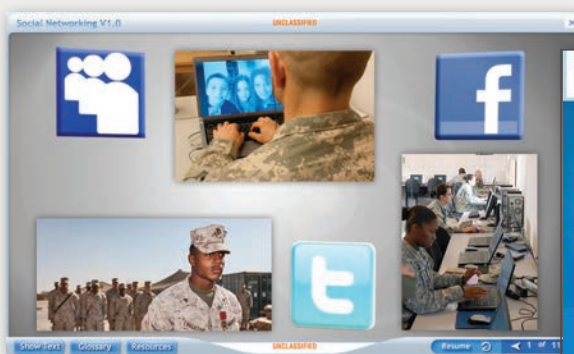 Social Networking V1.0 UNCLASSIFIED
f
t
Show Text Glossary Resources UNCLASSIFIED Resume 1 of 11